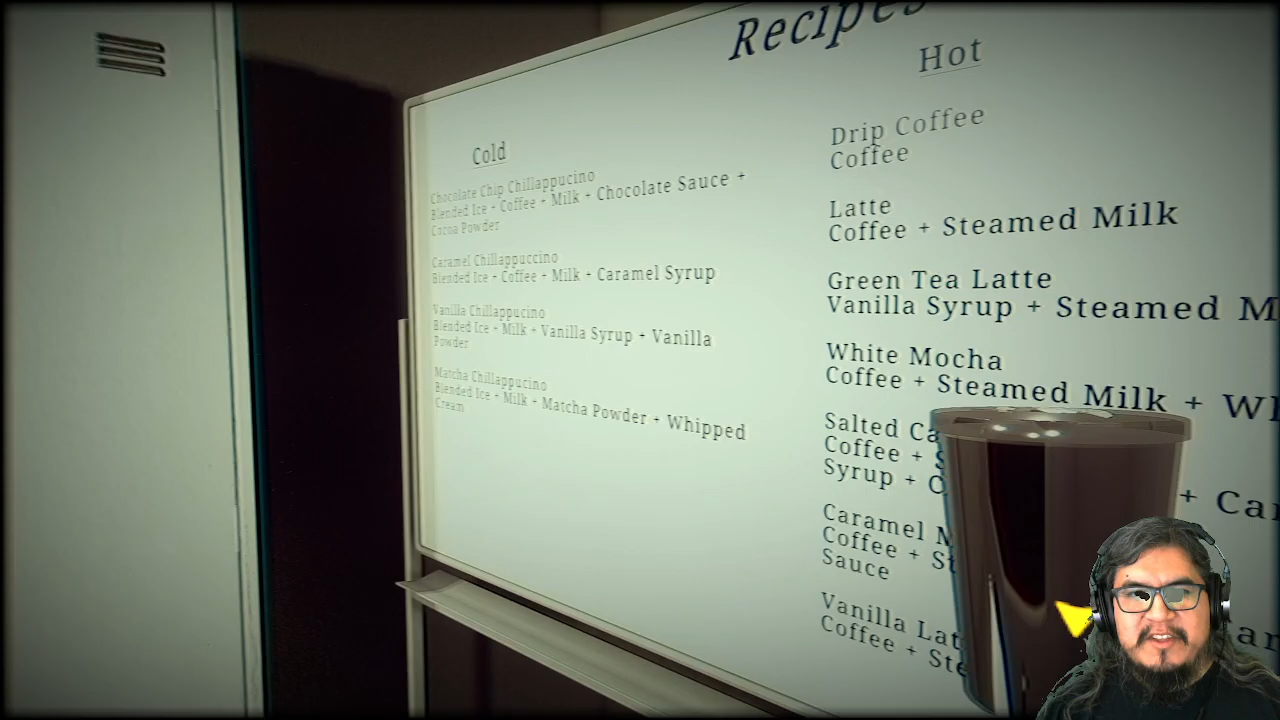 Recipes
Cold
Chocolate Chip Chillappucino
Blended Ice + Coffee + Milk + Chocolate Sauce +
Cocoa Powder
Caramel Chillappuccino
Blended Ice + Coffee + Milk + Caramel Syrup
Vanilla Chillappucino
Blended Ice + Milk + Vanilla Syrup + Vanilla
Powder
Matcha Chillappucino
Blended Ice + Milk + Matcha Powder + Whipped
Cream
Hot
Drip Coffee
Coffee
Latte
Coffee + Steamed Milk
Green Tea Latte
Vanilla Syrup + Steamed M
White Mocha
Coffee + Steamed Milk + Wh
Salted Ca
Coffee + S + Car
Syrup + C
Caramel M
Coffee + St
Sauce
Vanilla Lat
Coffee + Ste